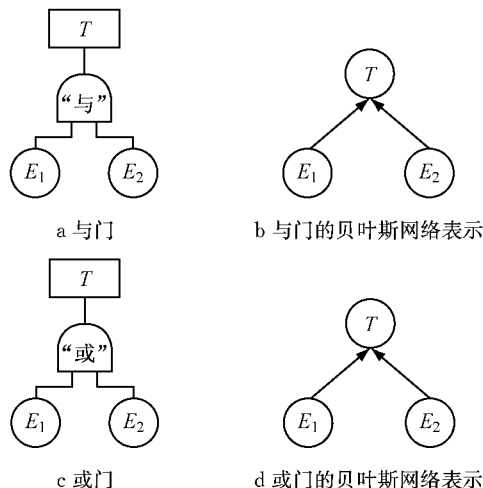 T
T
“与”
E₁ E₂
E₁ E₂
a 与门
b 与门的贝叶斯网络表示
T
T
“或”
E₁ E₂
E₁ E₂
c 或门
d 或门的贝叶斯网络表示